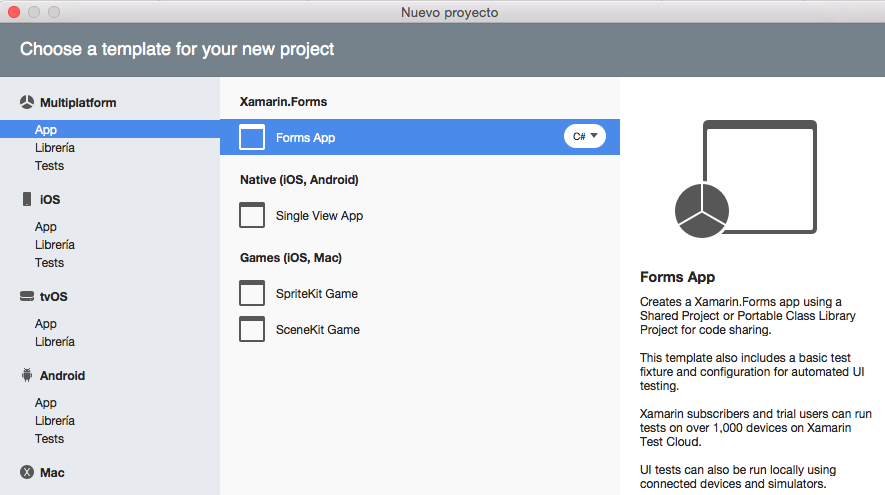 Nuevo proyecto
Choose a template for your new project
Multiplatform
App
Librería
Tests
iOS
App
Librería
Tests
tvOS
App
Librería
Android
App
Librería
Tests
X
Mac
Xamarin.Forms
Forms App
C#
Native (iOS, Android)
Single View App
Games (iOS, Mac)
SpriteKit Game
SceneKit Game
Forms App
Creates a Xamarin.Forms app using a
Shared Project or Portable Class Library
Project for code sharing.
This template also includes a basic test
fixture and configuration for automated UI
testing.
Xamarin subscribers and trial users can run
tests on over 1,000 devices on Xamarin
Test Cloud.
UI tests can also be run locally using
connected devices and simulators.